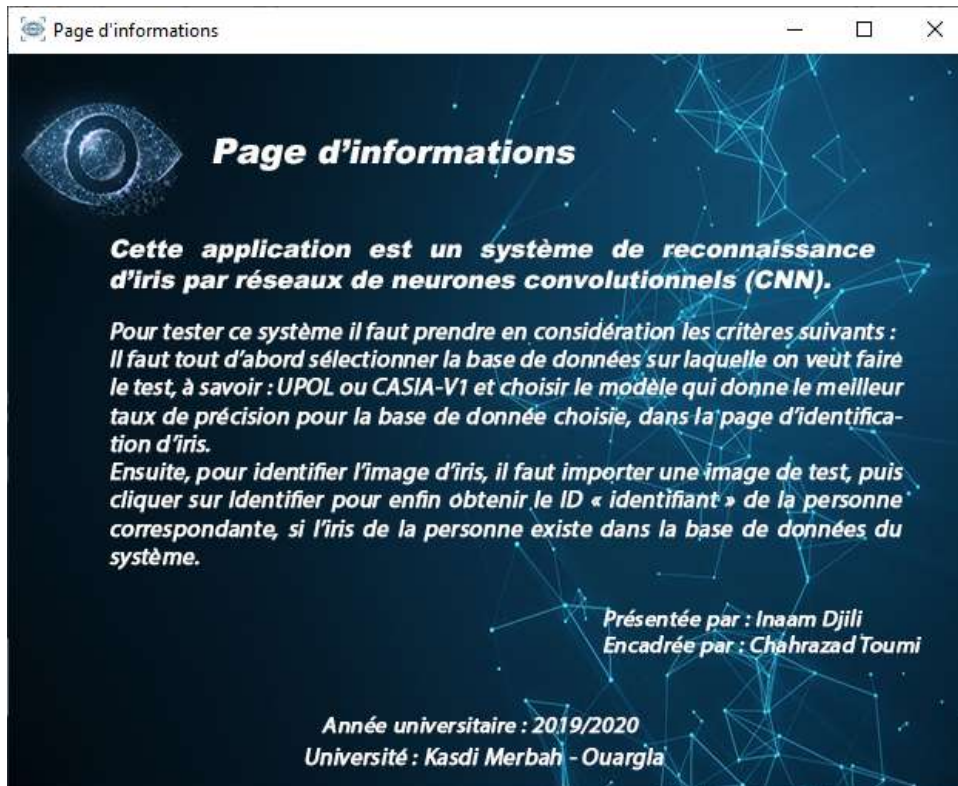 Page d'informations
Page d'informations
Cette application est un système de reconnaissance
d'iris par réseaux de neurones convolutionnels (CNN).
Pour tester ce système il faut prendre en considération les critères suivants :
Il faut tout d'abord sélectionner la base de données sur laquelle on veut faire
le test, à savoir : UPOL ou CASIA-V1 et choisir le modèle qui donne le meilleur
taux de précision pour la base de donnée choisie, dans la page d'identifica-
tion d'iris.
Ensuite, pour identifier l'image d'iris, il faut importer une image de test, puis
cliquer sur Identifier pour enfin obtenir le ID « identifiant » de la personne
correspondante, si l'iris de la personne existe dans la base de données du
système.
Présentée par : Inaam Djili
Encadrée par : Chahrazad Toumi
Année universitaire : 2019/2020
Université : Kasdi Merbah - Ouargla